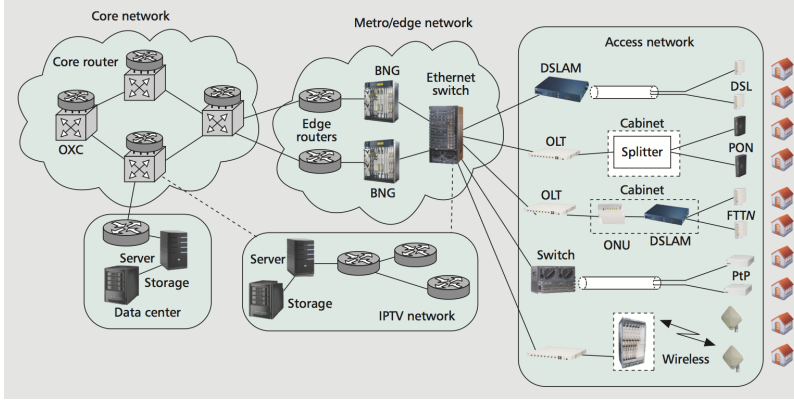 Core network
Metro/edge network
Access network
Core router
OXC
BNG
Ethernet
switch
Edge
routers
BNG
DSLAM
DSL
OLT
Cabinet
Splitter
PON
OLT
Cabinet
ONU
DSLAM
FTTN
Switch
PtP
Wireless
Server
Storage
Data center
Server
Storage
IPTV network